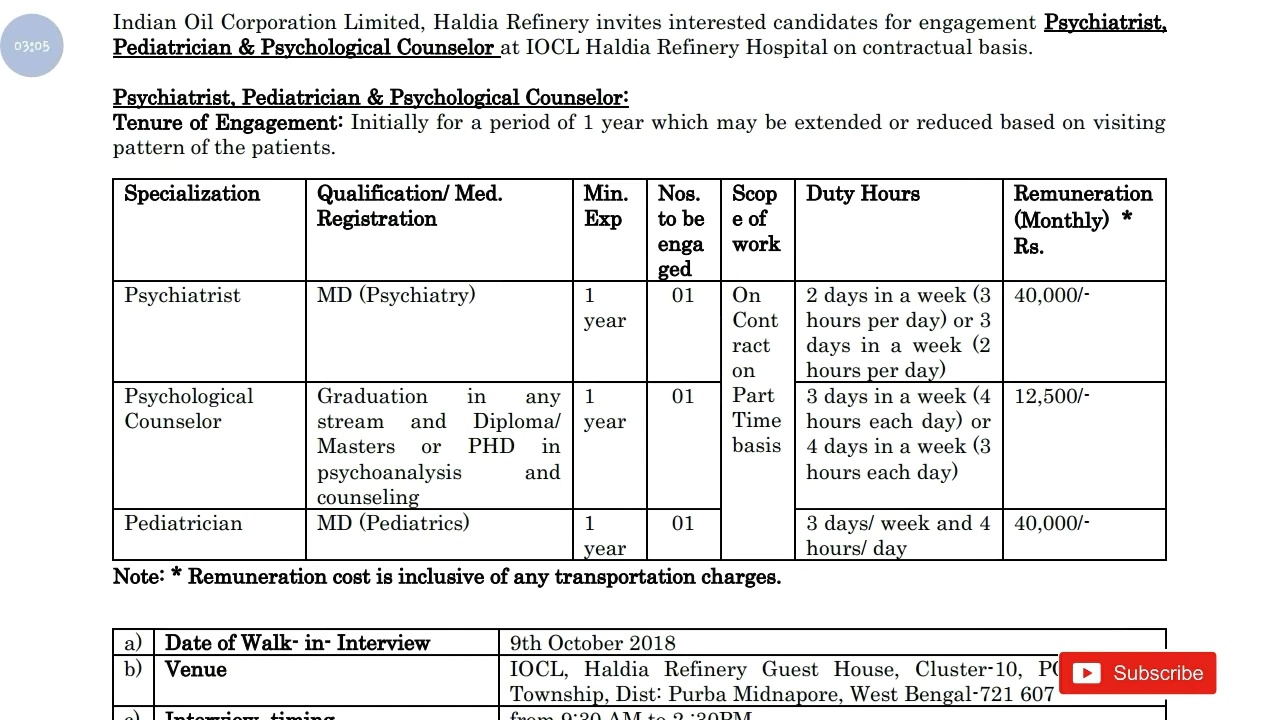 03:05
Indian Oil Corporation Limited, Haldia Refinery invites interested candidates for engagement Psychiatrist,
Pediatrician & Psychological Counselor at IOCL Haldia Refinery Hospital on contractual basis.
Psychiatrist, Pediatrician & Psychological Counselor:
Tenure of Engagement: Initially for a period of 1 year which may be extended or reduced based on visiting
pattern of the patients.
Specialization
Qualification/ Med.
Registration
Min.
Exp
Nos.
to be
enga
ged
Scop
e of
work
Duty Hours
Remuneration
(Monthly) *
Rs.
Psychiatrist
MD (Psychiatry)
1
year
01
On
Cont
ract
on
Part
Time
basis
2 days in a week (3
hours per day) or 3
days in a week (2
hours per day)
40,000/-
Psychological
Counselor
Graduation in any
stream and Diploma/
Masters or PHD in
psychoanalysis and
counseling
1
year
01
3 days in a week (4
hours each day) or
4 days in a week (3
hours each day)
12,500/-
Pediatrician
MD (Pediatrics)
1
year
01
3 days/ week and 4
hours/ day
40,000/-
Note: * Remuneration cost is inclusive of any transportation charges.
a) Date of Walk- in- Interview 9th October 2018
b) Venue IOCL, Haldia Refinery Guest House, Cluster-10,
Township, Dist: Purba Midnapore, West Bengal-721 607
Subscribe
c) Interview timing from 9:30 AM to 2 :30PM